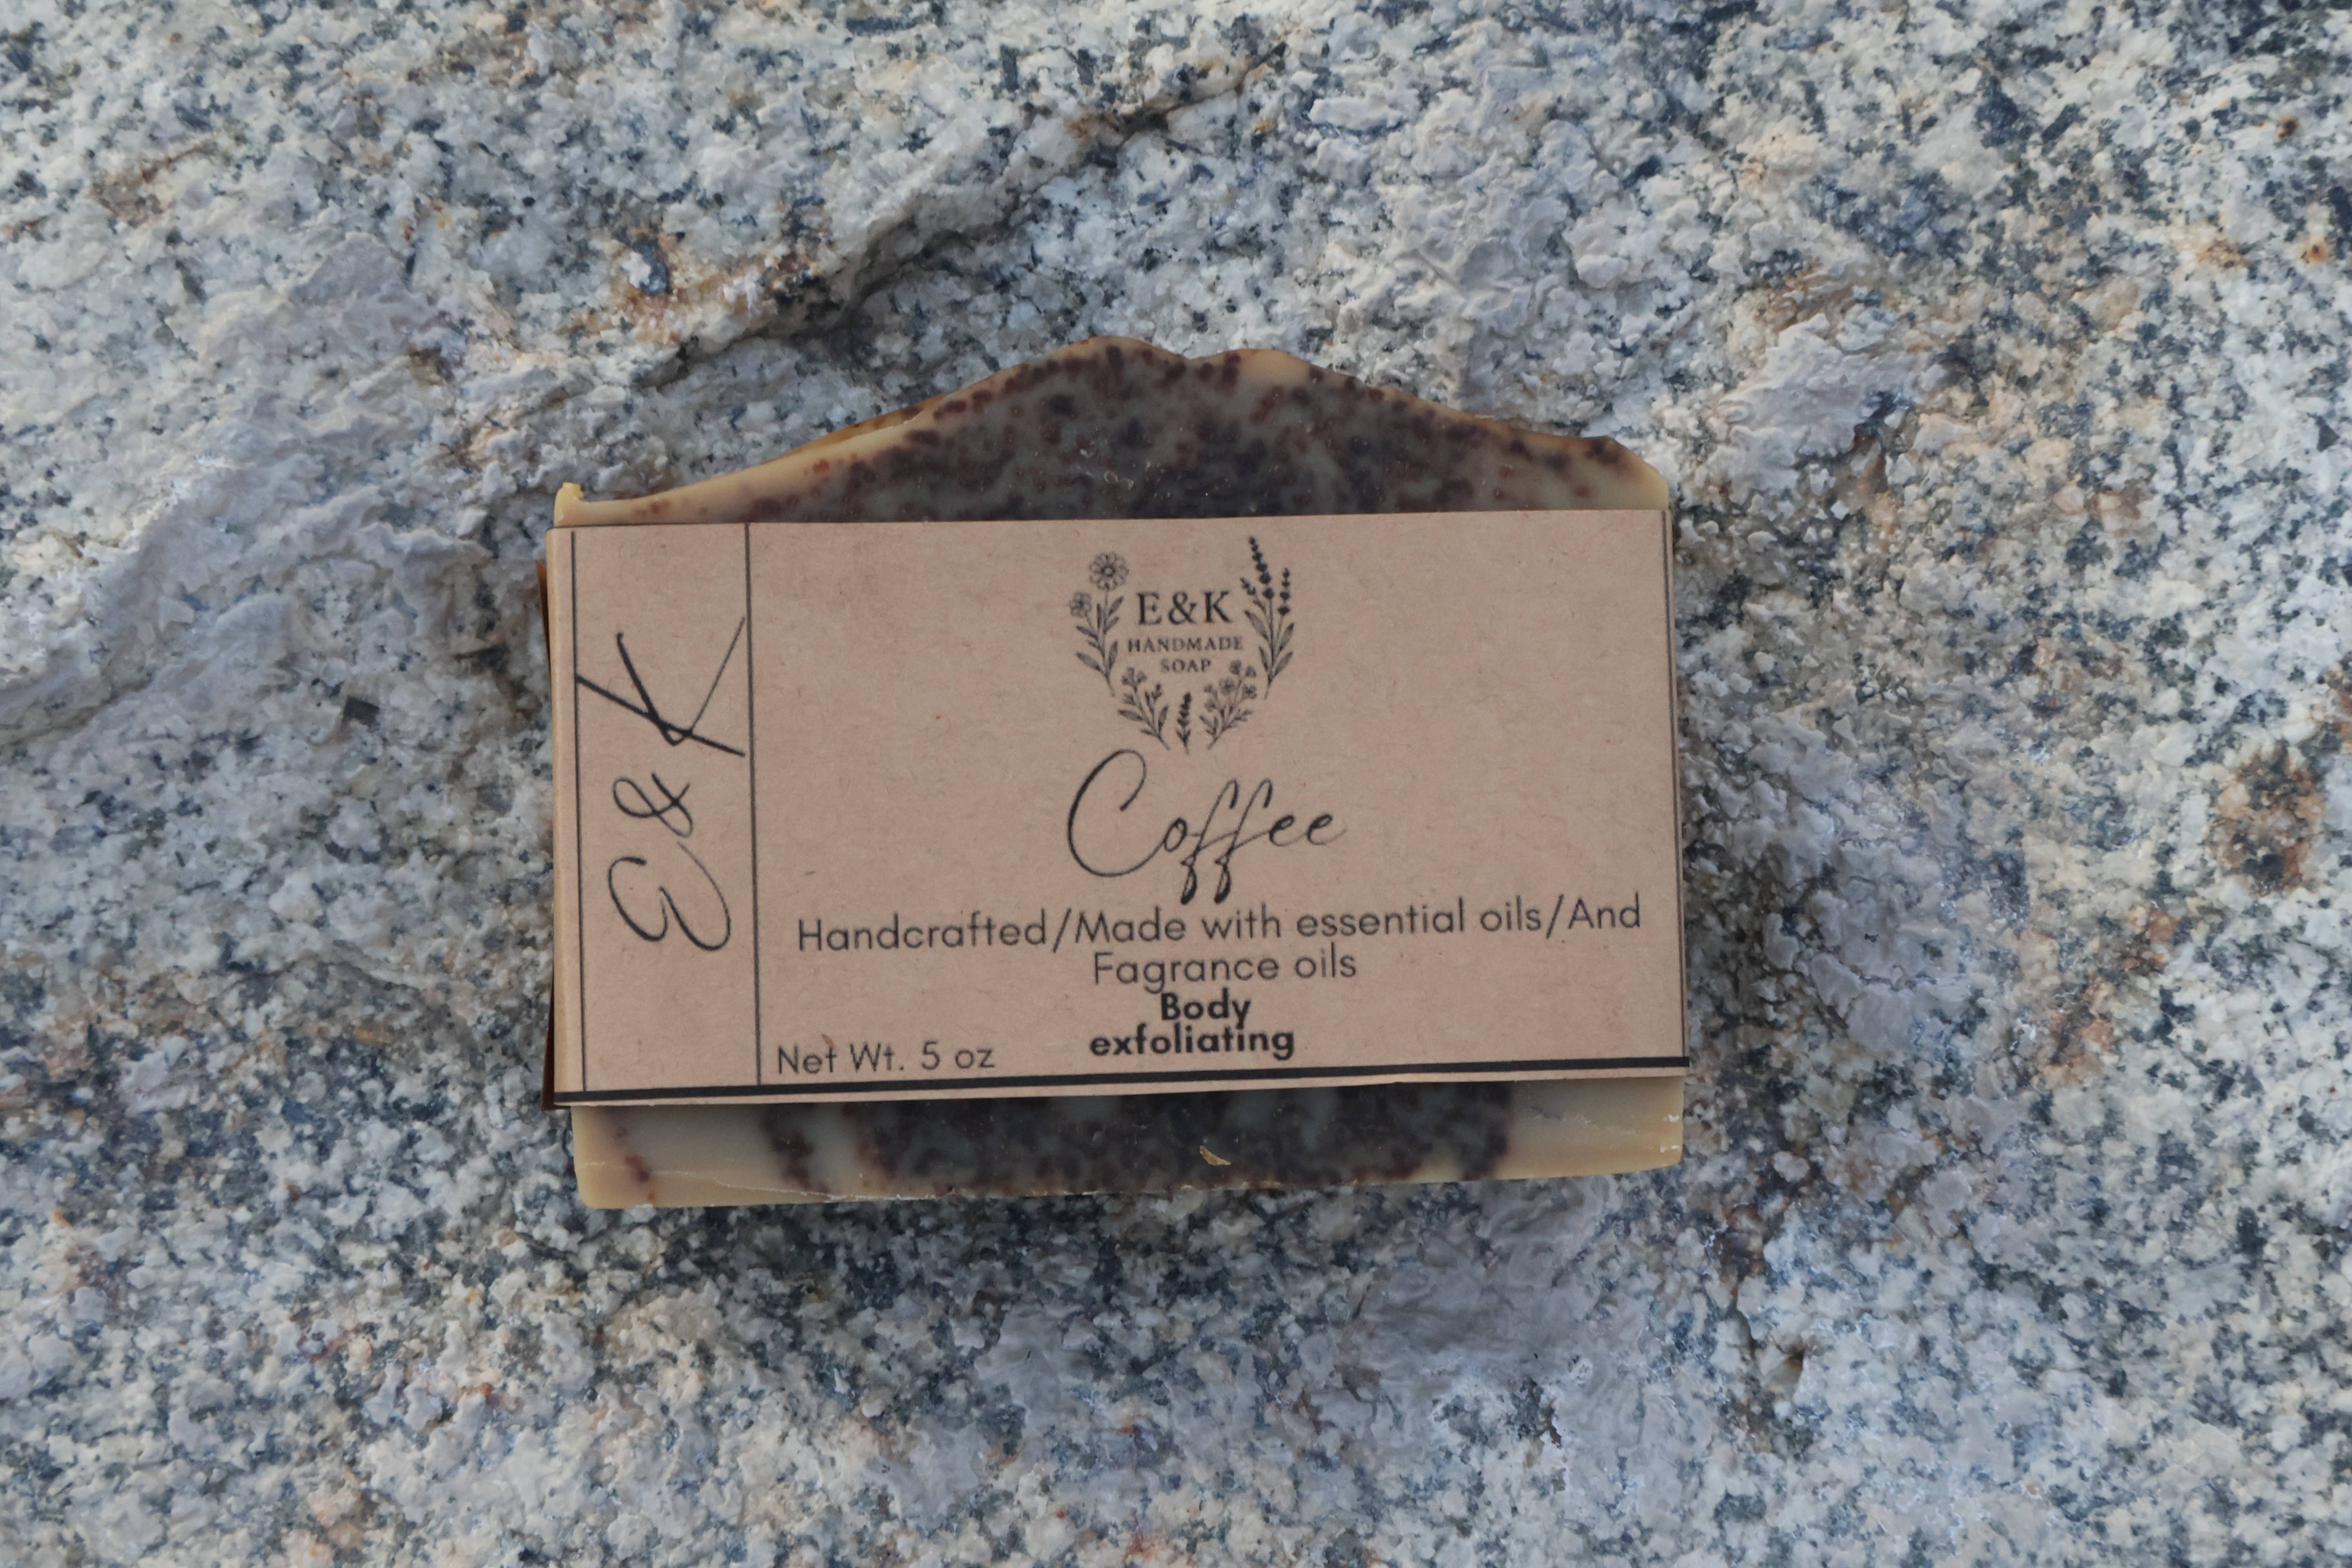 E&K
E&K
HANDMADE
SOAP
Coffee
Handcrafted/Made with essential oils/And
Fagrance oils
Body
exfoliating
Net Wt. 5 oz